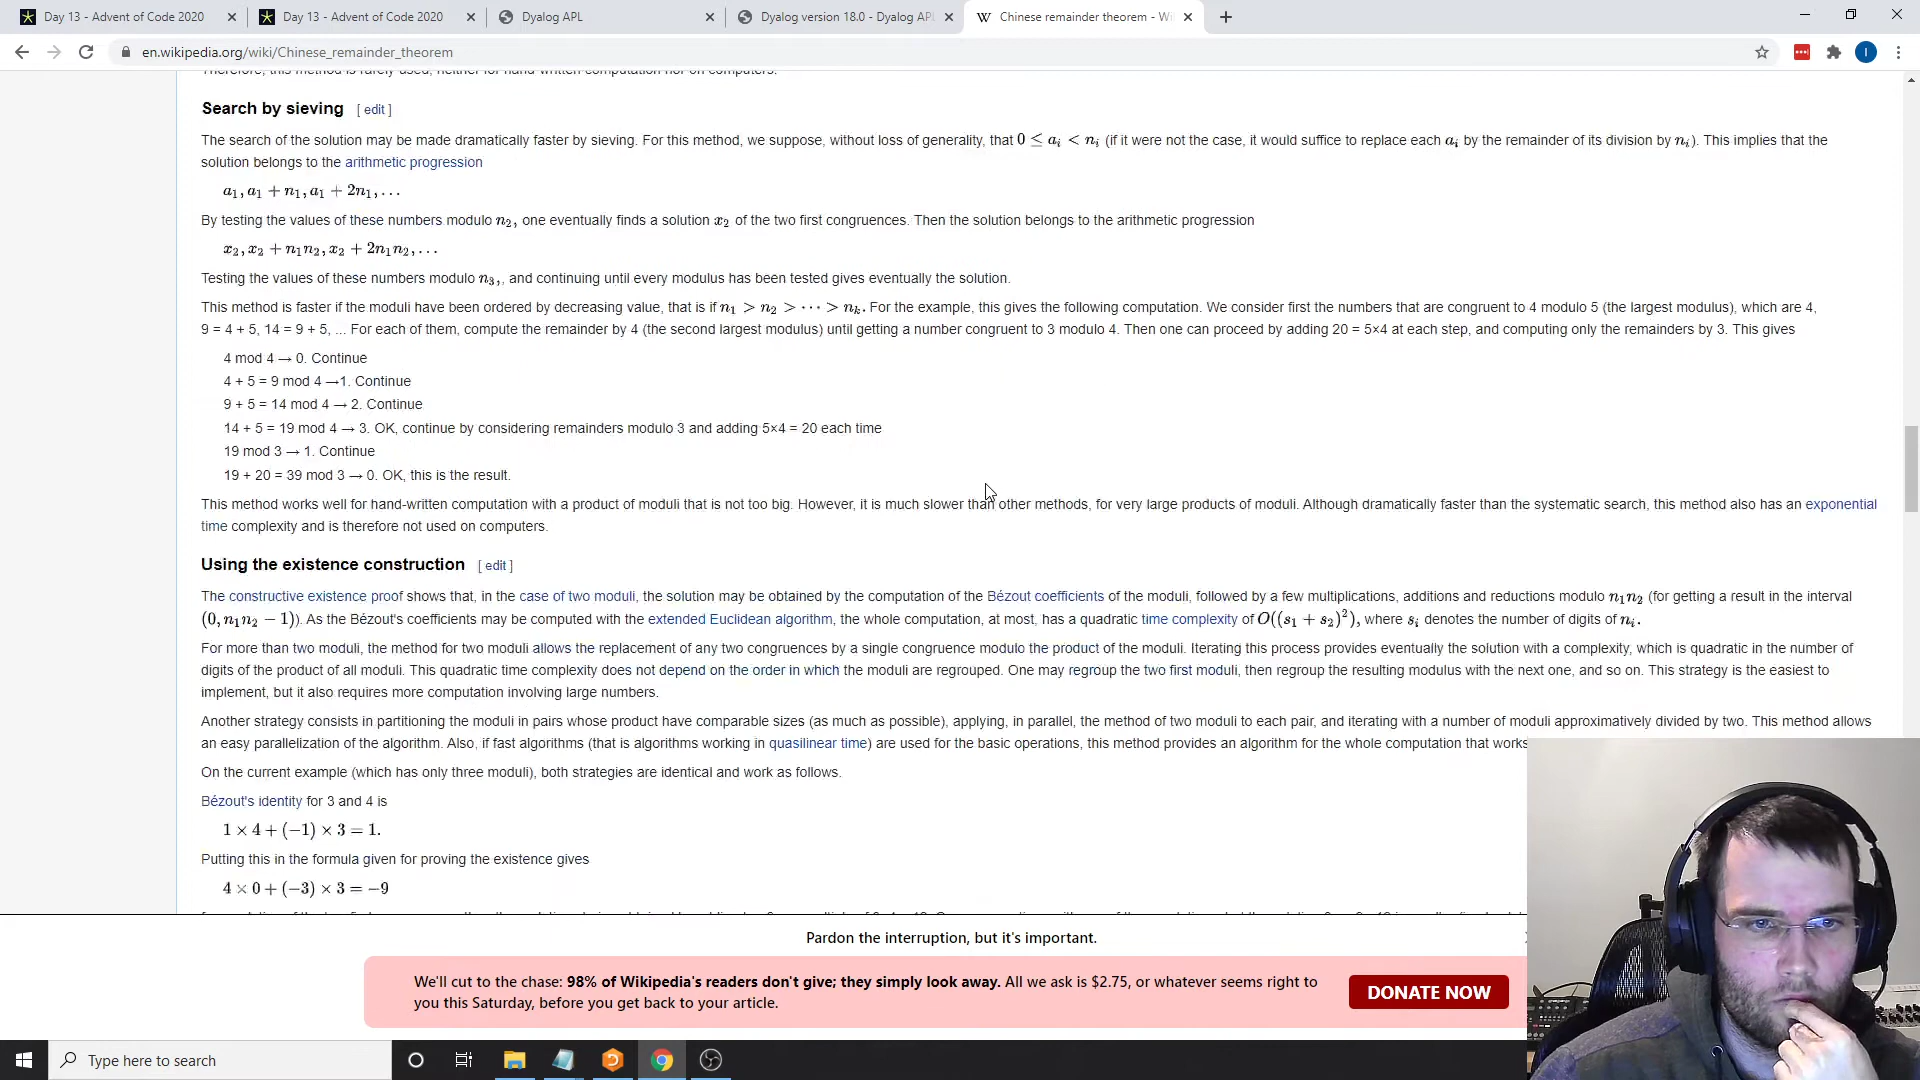 Day 13 - Advent of Code 2020
Day 13 - Advent of Code 2020
Dyalog APL
Dyalog version 18.0 - Dyalog APL
Chinese remainder theorem - Wi
en.wikipedia.org/wiki/Chinese_remainder_theorem
Therefore, this method is rarely used, neither for hand-written computation nor on computers.
Search by sieving [ edit ]
The search of the solution may be made dramatically faster by sieving. For this method, we suppose, without loss of generality, that 0 ≤ aᵢ < nᵢ (if it were not the case, it would suffice to replace each aᵢ by the remainder of its division by nᵢ). This implies that the
solution belongs to the arithmetic progression
a₁, a₁ + n₁, a₁ + 2n₁, . . .
By testing the values of these numbers modulo n₂, one eventually finds a solution x₂ of the two first congruences. Then the solution belongs to the arithmetic progression
x₂, x₂ + n₁n₂, x₂ + 2n₁n₂, . . .
Testing the values of these numbers modulo n₃,, and continuing until every modulus has been tested gives eventually the solution.
This method is faster if the moduli have been ordered by decreasing value, that is if n₁ > n₂ > ··· > nₖ. For the example, this gives the following computation. We consider first the numbers that are congruent to 4 modulo 5 (the largest modulus), which are 4,
9 = 4 + 5, 14 = 9 + 5, ... For each of them, compute the remainder by 4 (the second largest modulus) until getting a number congruent to 3 modulo 4. Then one can proceed by adding 20 = 5×4 at each step, and computing only the remainders by 3. This gives
4 mod 4 → 0. Continue
4 + 5 = 9 mod 4 →1. Continue
9 + 5 = 14 mod 4 → 2. Continue
14 + 5 = 19 mod 4 → 3. OK, continue by considering remainders modulo 3 and adding 5×4 = 20 each time
19 mod 3 → 1. Continue
19 + 20 = 39 mod 3 → 0. OK, this is the result.
This method works well for hand-written computation with a product of moduli that is not too big. However, it is much slower than other methods, for very large products of moduli. Although dramatically faster than the systematic search, this method also has an exponential
time complexity and is therefore not used on computers.
Using the existence construction [ edit ]
The constructive existence proof shows that, in the case of two moduli, the solution may be obtained by the computation of the Bézout coefficients of the moduli, followed by a few multiplications, additions and reductions modulo n₁n₂ (for getting a result in the interval
(0, n₁n₂ − 1)). As the Bézout's coefficients may be computed with the extended Euclidean algorithm, the whole computation, at most, has a quadratic time complexity of O((s₁ + s₂)²), where sᵢ denotes the number of digits of nᵢ.
For more than two moduli, the method for two moduli allows the replacement of any two congruences by a single congruence modulo the product of the moduli. Iterating this process provides eventually the solution with a complexity, which is quadratic in the number of
digits of the product of all moduli. This quadratic time complexity does not depend on the order in which the moduli are regrouped. One may regroup the two first moduli, then regroup the resulting modulus with the next one, and so on. This strategy is the easiest to
implement, but it also requires more computation involving large numbers.
Another strategy consists in partitioning the moduli in pairs whose product have comparable sizes (as much as possible), applying, in parallel, the method of two moduli to each pair, and iterating with a number of moduli approximatively divided by two. This method allows
an easy parallelization of the algorithm. Also, if fast algorithms (that is algorithms working in quasilinear time) are used for the basic operations, this method provides an algorithm for the whole computation that works
On the current example (which has only three moduli), both strategies are identical and work as follows.
Bézout's identity for 3 and 4 is
1 × 4 + (−1) × 3 = 1.
Putting this in the formula given for proving the existence gives
4 × 0 + (−3) × 3 = −9
Pardon the interruption, but it's important.
We'll cut to the chase: 98% of Wikipedia's readers don't give; they simply look away. All we ask is $2.75, or whatever seems right to
you this Saturday, before you get back to your article.
DONATE NOW
Type here to search